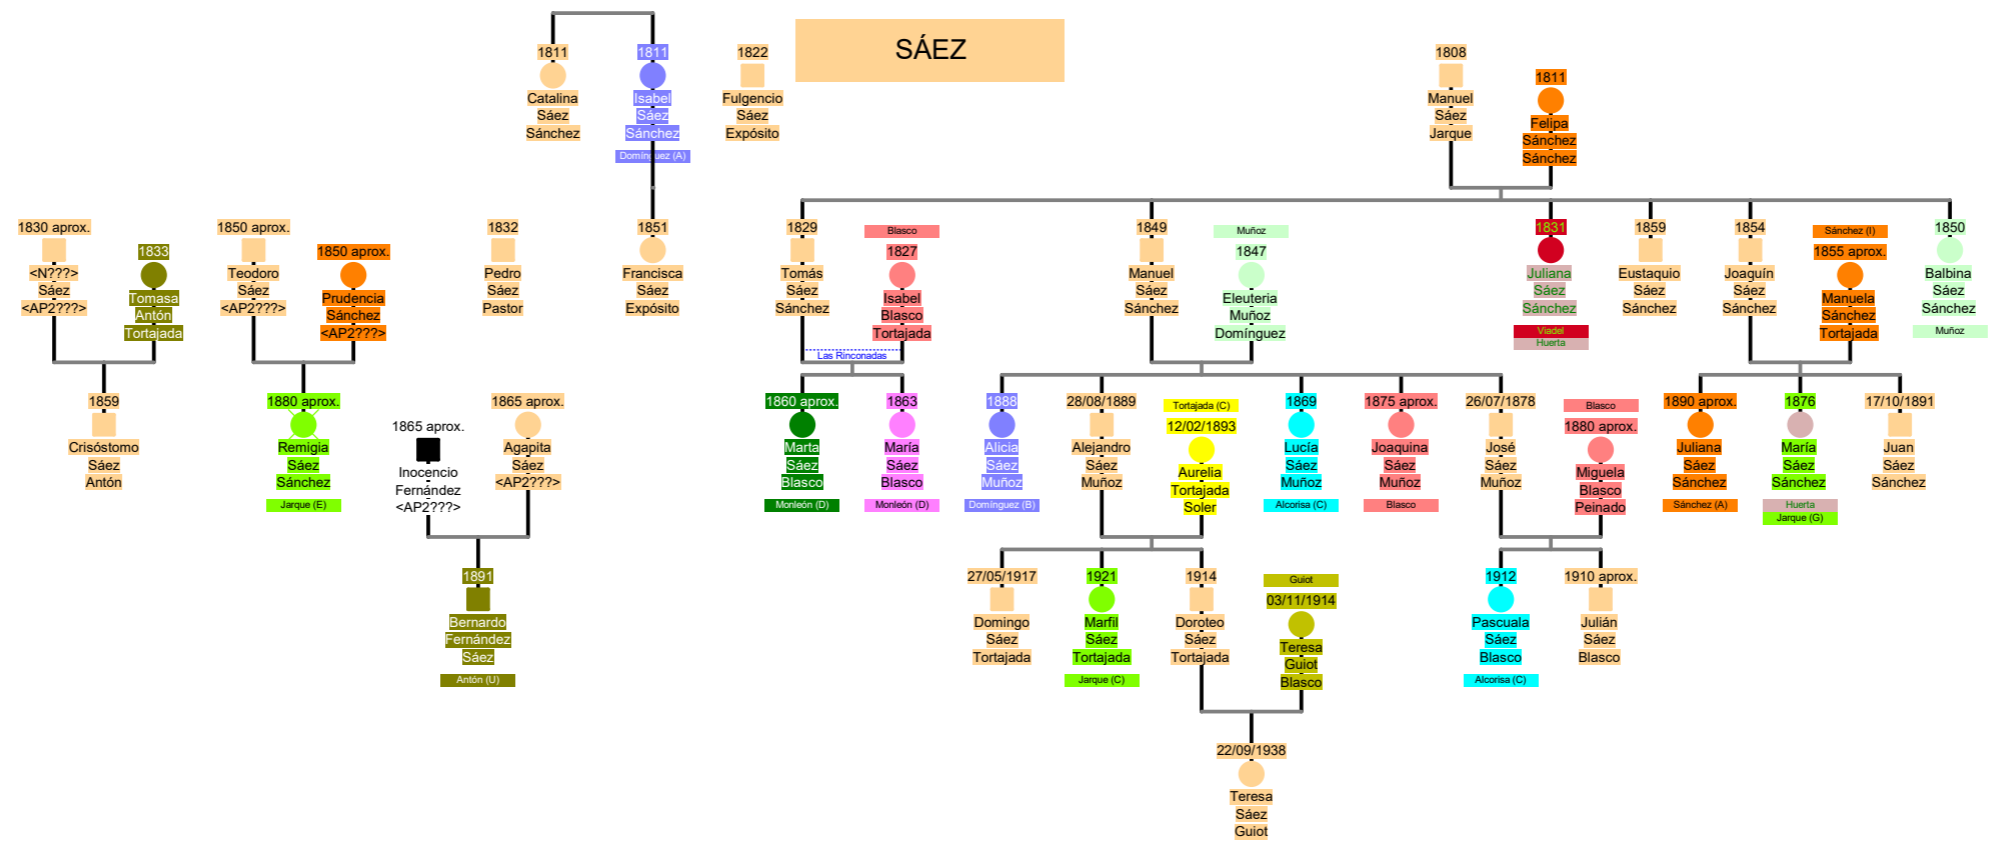 SÁEZ
1811
Catalina
Sáez
Sánchez
1811
Isabel
Sáez
Sánchez
Domínguez (A)
1822
Fulgencio
Sáez
Expósito
1808
Manuel
Sáez
Jarque
1811
Felipa
Sánchez
Sánchez
1830 aprox.
<N???>
Sáez
<AP2???>
1833
Tomasa
Antón
Tortajada
1850 aprox.
Teodoro
Sáez
<AP2???>
1850 aprox.
Prudencia
Sánchez
<AP2???>
1832
Pedro
Sáez
Pastor
1851
Francisca
Sáez
Expósito
1829
Tomás
Sáez
Sánchez
Blasco
1827
Isabel
Blasco
Tortajada
Las Rinconadas
1849
Manuel
Sáez
Sánchez
Muñoz
1847
Eleuteria
Muñoz
Domínguez
1831
Juliana
Sáez
Sánchez
Viadel
Huerta
1859
Eustaquio
Sáez
Sánchez
1854
Joaquín
Sáez
Sánchez
Sánchez (I)
1855 aprox.
Manuela
Sánchez
Tortajada
1850
Balbina
Sáez
Sánchez
Muñoz
1859
Crisóstomo
Sáez
Antón
1880 aprox.
Remigia
Sáez
Sánchez
Jarque (E)
1865 aprox.
Inocencio
Fernández
<AP2???>
1865 aprox.
Agapita
Sáez
<AP2???>
1860 aprox.
Marta
Sáez
Blasco
Monleón (D)
1863
María
Sáez
Blasco
Monleón (D)
1888
Alicia
Sáez
Muñoz
Domínguez (B)
28/08/1889
Alejandro
Sáez
Muñoz
Tortajada (C)
12/02/1893
Aurelia
Tortajada
Soler
1869
Lucía
Sáez
Muñoz
Alcorisa (C)
1875 aprox.
Joaquina
Sáez
Muñoz
Blasco
26/07/1878
José
Sáez
Muñoz
Blasco
1880 aprox.
Miguela
Blasco
Peinado
1890 aprox.
Juliana
Sáez
Sánchez
Sánchez (A)
1876
María
Sáez
Sánchez
Huerta
Jarque (G)
17/10/1891
Juan
Sáez
Sánchez
1891
Bernardo
Fernández
Sáez
Antón (U)
27/05/1917
Domingo
Sáez
Tortajada
1921
Marfil
Sáez
Tortajada
Jarque (C)
1914
Doroteo
Sáez
Tortajada
Guiot
03/11/1914
Teresa
Guiot
Blasco
1912
Pascuala
Sáez
Blasco
Alcorisa (C)
1910 aprox.
Julián
Sáez
Blasco
22/09/1938
Teresa
Sáez
Guiot